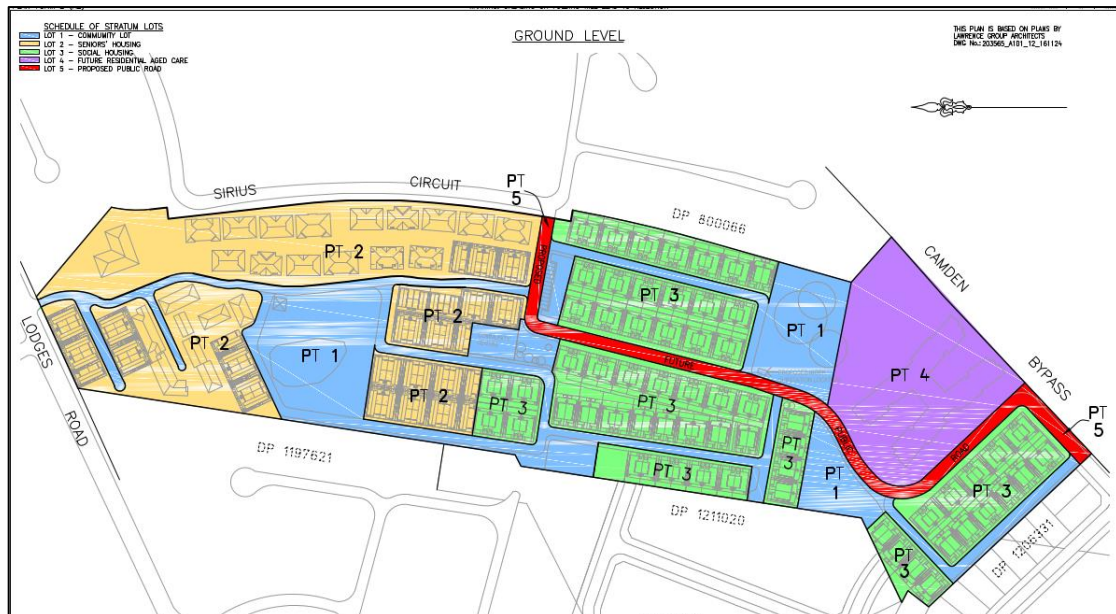 SCHEDULE OF STRATUM LOTS
LOT 1 - COMMUNITY LOT
LOT 2 - SENIORS' HOUSING
LOT 3 - SOCIAL HOUSING
LOT 4 - FUTURE RESIDENTIAL AGED CARE
LOT 5 - PROPOSED PUBLIC ROAD
GROUND LEVEL
THIS PLAN IS BASED ON PLANS BY
LAWRENCE GROUP ARCHITECTS
DWG No.: 203565_A101_12_161124
SIRIUS
CIRCUIT
PT
5
DP 800066
CAMDEN
BYPASS
PT 2
PROPOSED
PT 3
PT 1
LODGES
ROAD
PT 2
PT 1
PT 2
FUTURE
PT 4
PT 2
PT 3
PT 3
PT
5
PT 3
PT
3
PUBLIC
PT
1
ROAD
PT 3
DP 1197621
DP 1211020
DP 1206331
PT
3